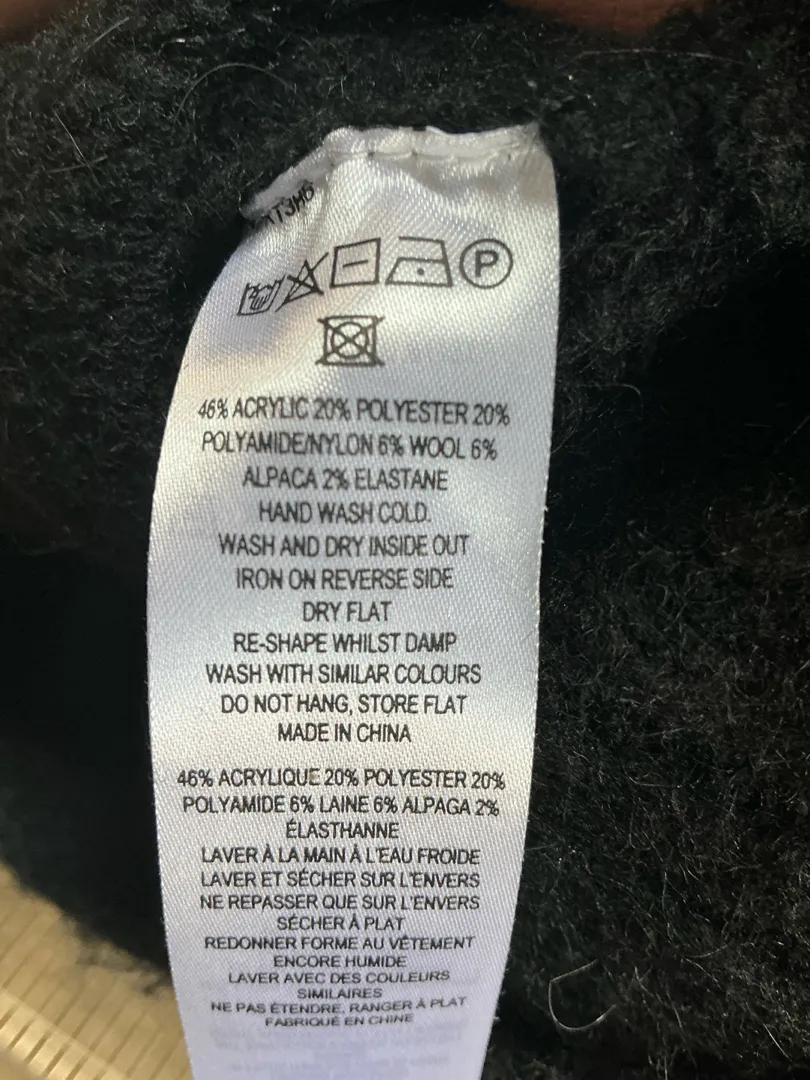 P
46% ACRYLIC 20% POLYESTER 20%
POLYAMIDE/NYLON 6% WOOL 6%
ALPACA 2% ELASTANE
HAND WASH COLD.
WASH AND DRY INSIDE OUT
IRON ON REVERSE SIDE
DRY FLAT
RE-SHAPE WHILST DAMP
WASH WITH SIMILAR COLOURS
DO NOT HANG, STORE FLAT
MADE IN CHINA
46% ACRYLIQUE 20% POLYESTER 20%
POLYAMIDE 6% LAINE 6% ALPAGA 2%
ÉLASTHANNE
LAVER À LA MAIN À L'EAU FROIDE
LAVER ET SÉCHER SUR L'ENVERS
NE REPASSER QUE SUR L'ENVERS
SÉCHER À PLAT
REDONNER FORME AU VÊTEMENT
ENCORE HUMIDE
LAVER AVEC DES COULEURS
SIMILAIRES
NE PAS ÉTENDRE, RANGER À PLAT
FABRIQUÉ EN CHINE